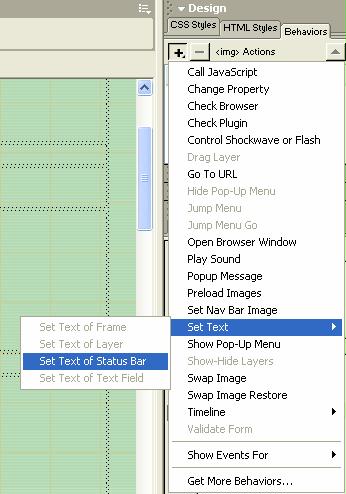 Design
CSS Styles HTML Styles Behaviors
<img> Actions
Call JavaScript
Change Property
Check Browser
Check Plugin
Control Shockwave or Flash
Drag Layer
Go To URL
Hide Pop-Up Menu
Jump Menu
Jump Menu Go
Open Browser Window
Play Sound
Popup Message
Preload Images
Set Nav Bar Image
Set Text
Set Text of Frame
Set Text of Layer
Set Text of Status Bar
Set Text of Text Field
Show Pop-Up Menu
Show-Hide Layers
Swap Image
Swap Image Restore
Timeline
Validate Form
Show Events For
Get More Behaviors...